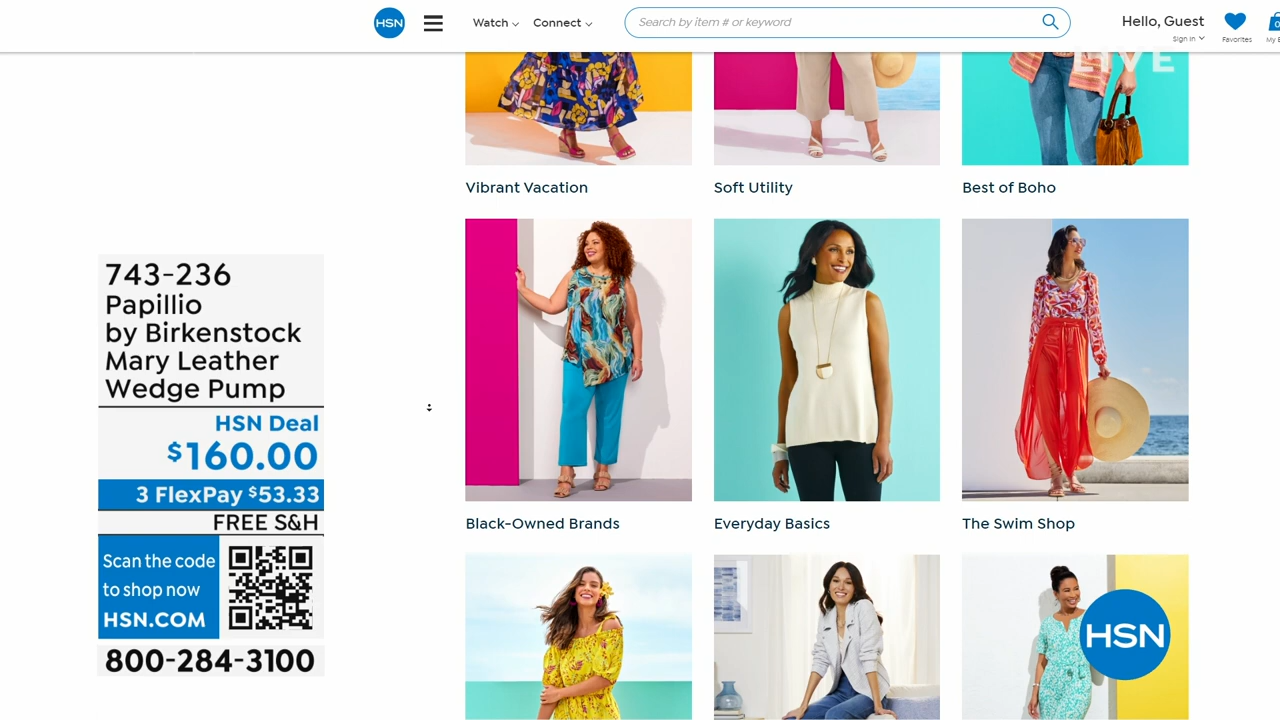 HSN
Watch
Connect
Search by item # or keyword
Hello, Guest
Sign In
Favorites
0
LIVE
Vibrant Vacation
Soft Utility
Best of Boho
743-236
Papillio
by Birkenstock
Mary Leather
Wedge Pump
HSN Deal
$160.00
3 FlexPay $53.33
FREE S&H
Scan the code
to shop now
HSN.COM
800-284-3100
Black-Owned Brands
Everyday Basics
The Swim Shop
HSN